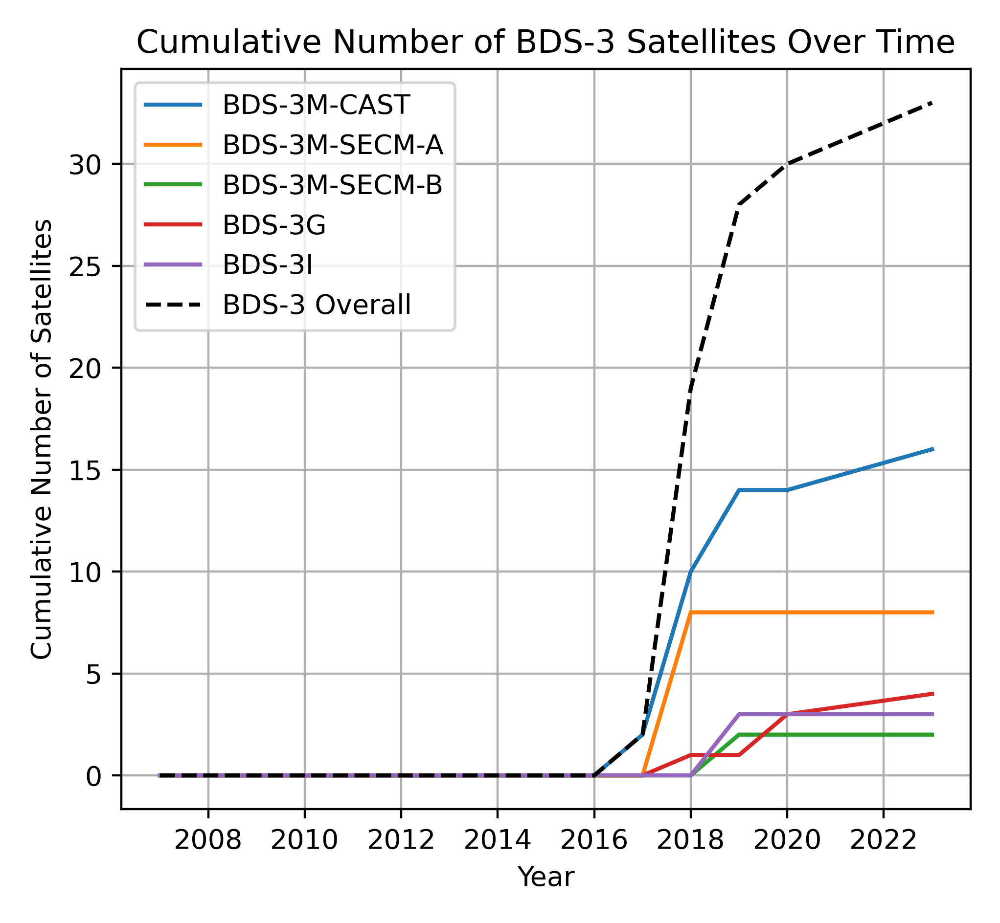 Cumulative Number of BDS-3 Satellites Over Time
BDS-3M-CAST
BDS-3M-SECM-A
BDS-3M-SECM-B
BDS-3G
BDS-3I
BDS-3 Overall
Cumulative Number of Satellites
30
25
20
15
10
5
0
2008 2010 2012 2014 2016 2018 2020 2022
Year